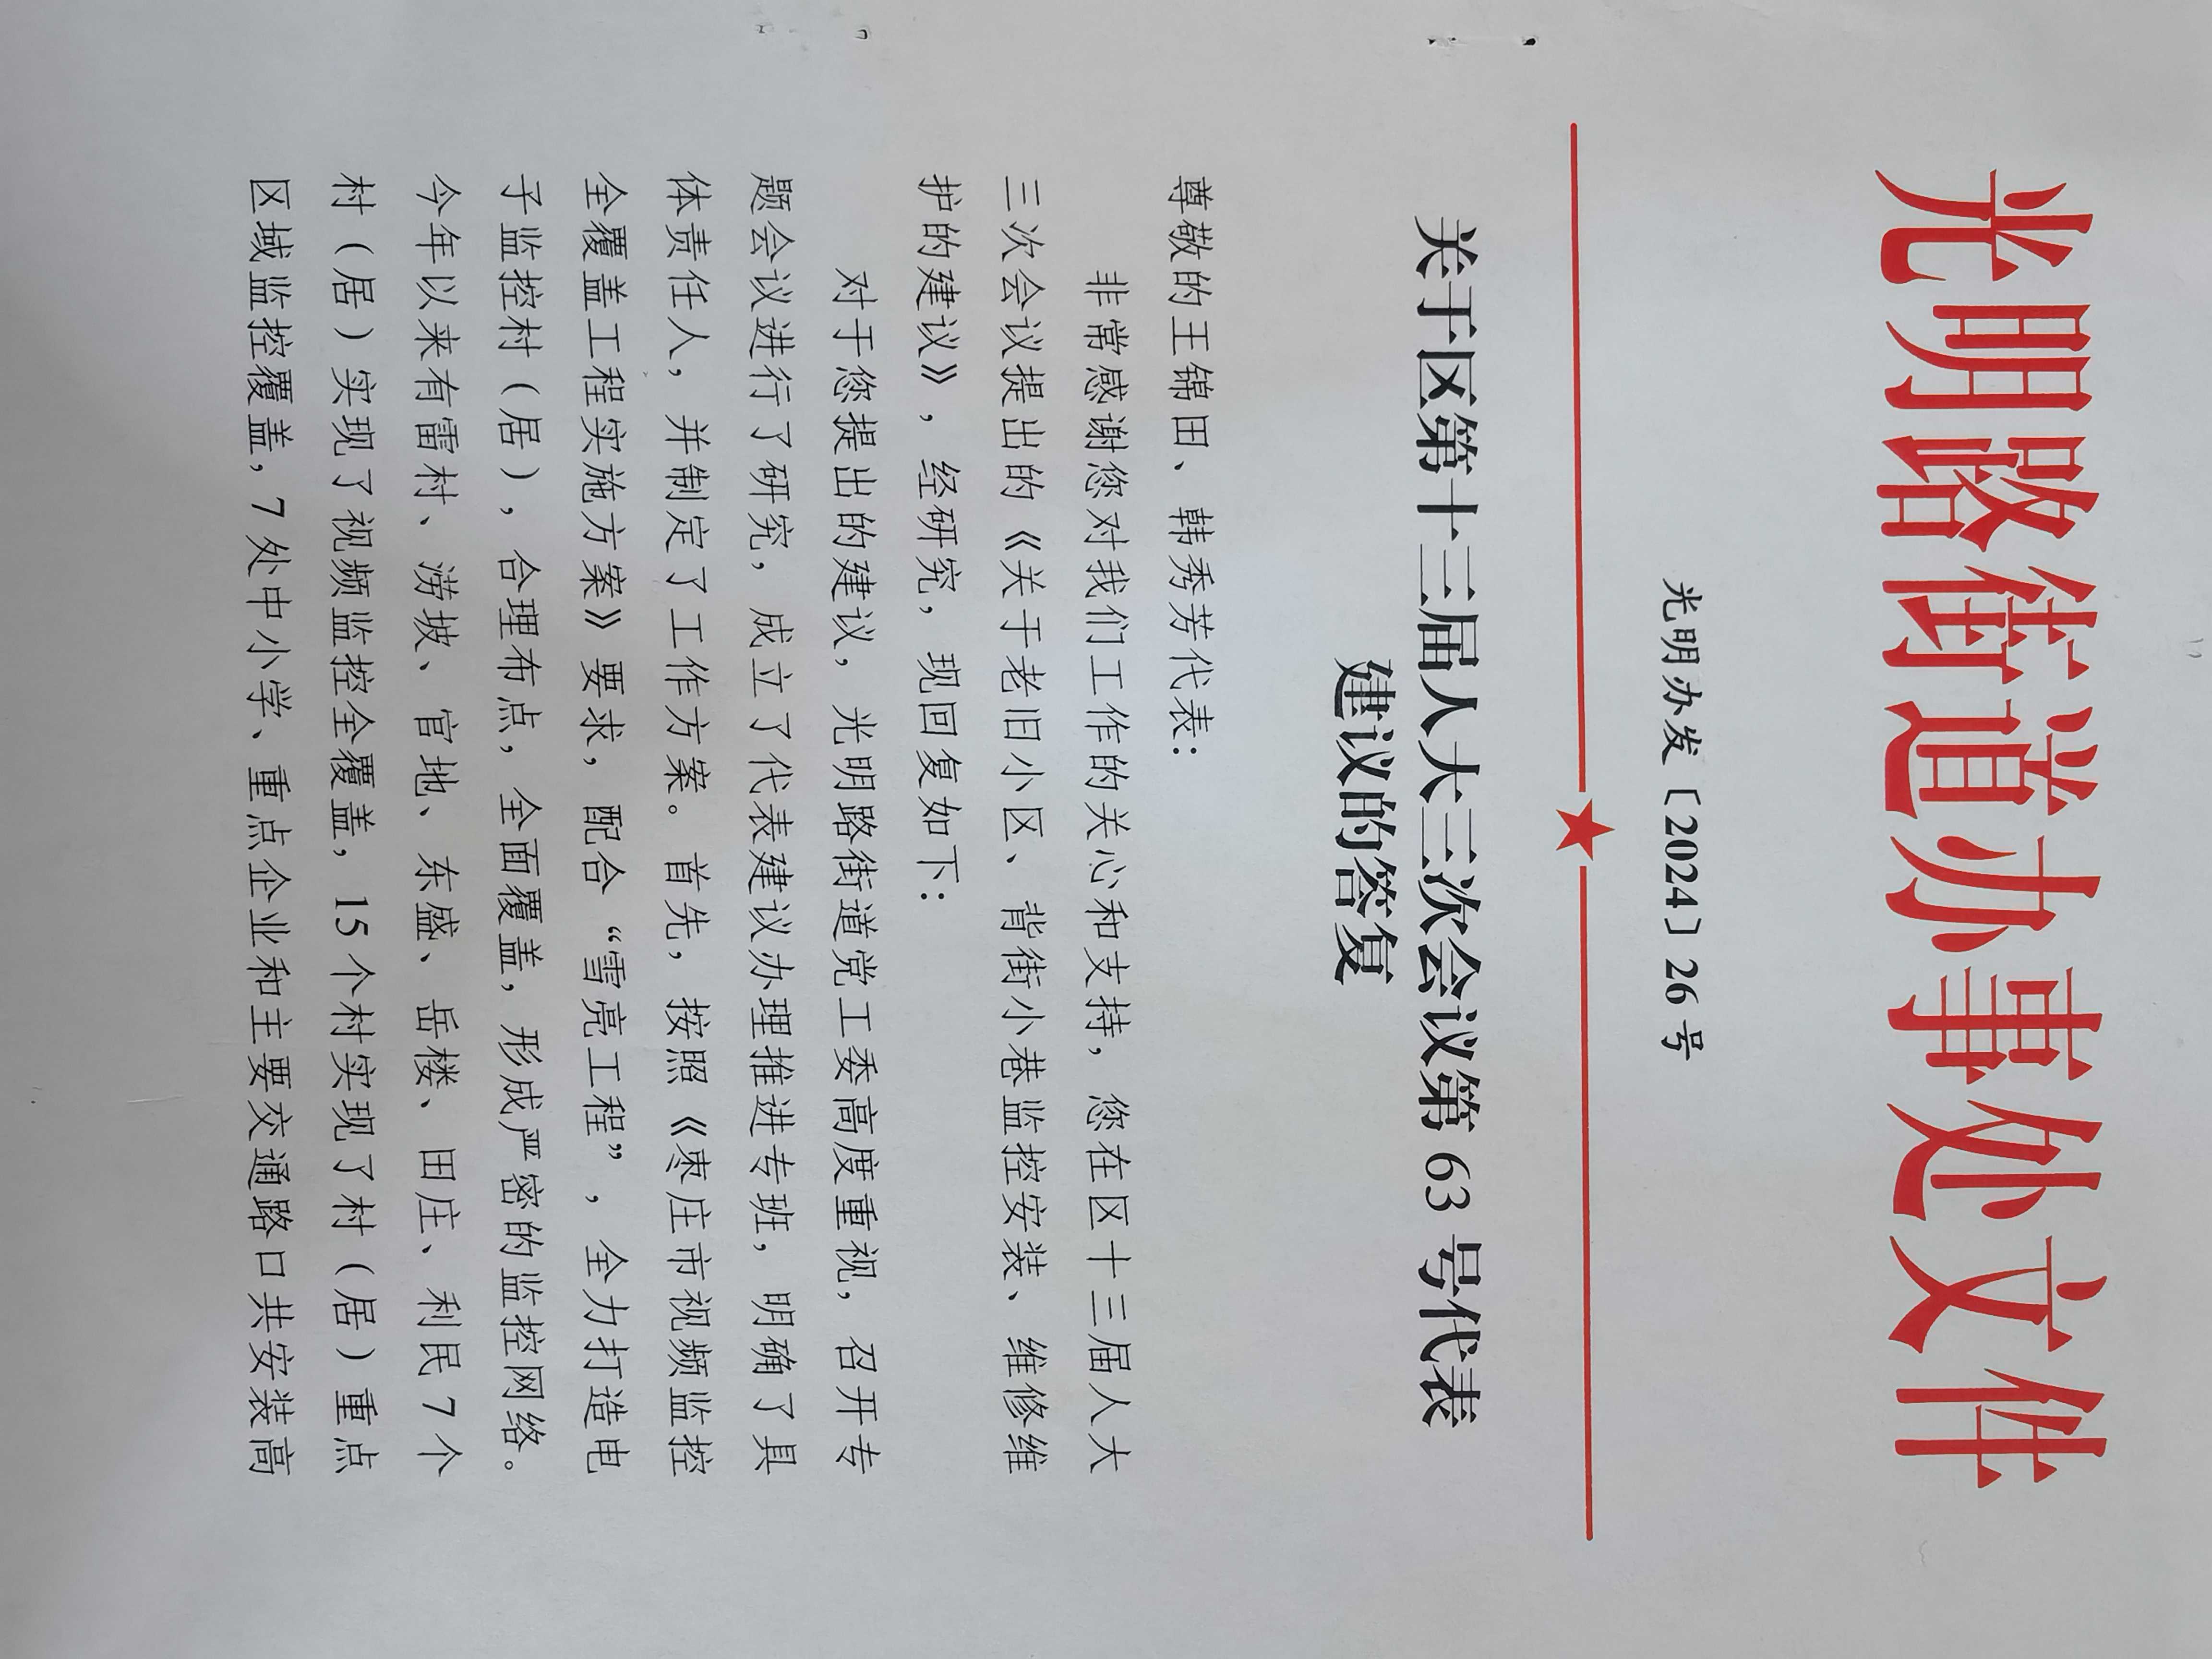 光明路街道办事处文件
光明办发〔2024〕26号
关于区第十三届人大三次会议第 63 号代表
建议的答复
尊敬的王锦田、韩秀芳代表：
非常感谢您对我们工作的关心和支持，您在区十三届人大
三次会议提出的《关于老旧小区、背街小巷监控安装、维修维
护的建议》，经研究，现回复如下：
对于您提出的建议，光明路街道党工委高度重视，召开专
题会议进行了研究，成立了代表建议办理推进专班，明确了具
体责任人，并制定了工作方案。首先，按照《枣庄市视频监控
全覆盖工程实施方案》要求，配合“雪亮工程”，全力打造电
子监控村（居），合理布点，全面覆盖，形成严密的监控网络。
今年以来有雷村、涝坡、官地、东盛、岳楼、田庄、利民 7 个
村（居）实现了视频监控全覆盖，15 个村实现了村（居）重点
区域监控覆盖，7 处中小学、重点企业和主要交通路口共安装高